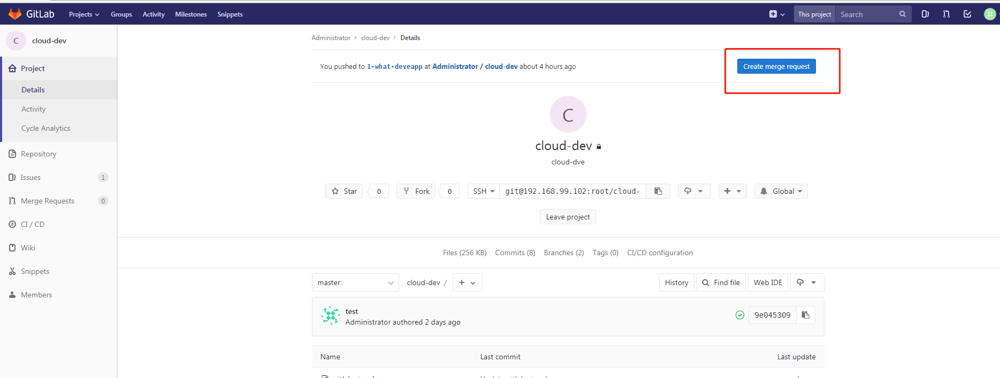 GitLab Projects Groups Activity Milestones Snippets This project Search
C cloud-dev
Project
Details
Activity
Cycle Analytics
Repository
Issues 1
Merge Requests 0
CI / CD
Wiki
Snippets
Members
Administrator > cloud-dev > Details
You pushed to 1-what-deveapp at Administrator / cloud-dev about 4 hours ago Create merge request
C
cloud-dev
cloud-dve
Star 0 Fork 0 SSH git@192.168.99.102:root/cloud- Global
Leave project
Files (256 KB) Commits (8) Branches (2) Tags (0) CI/CD configuration
master cloud-dev / + History Find file Web IDE
test
Administrator authored 2 days ago
9e045309
Name Last commit Last update